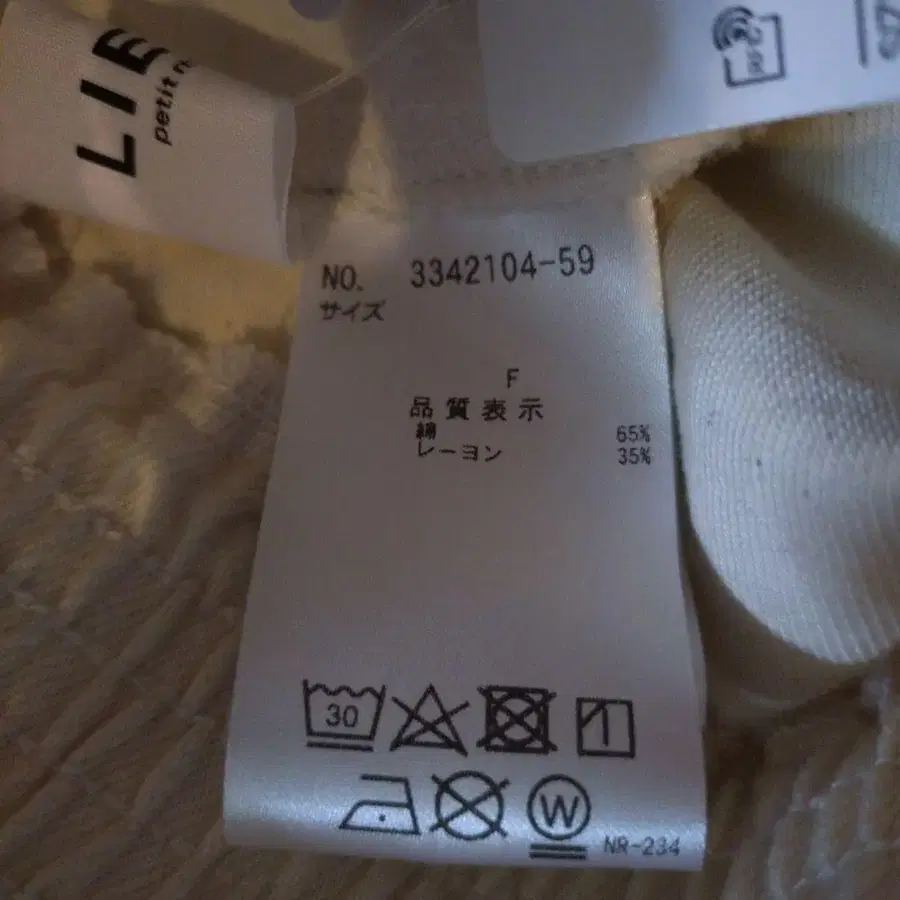 LIE
petit
NO. 3342104-59
サイズ
F
品質表示
綿 65%
レーヨン 35%
30
W
NR-234